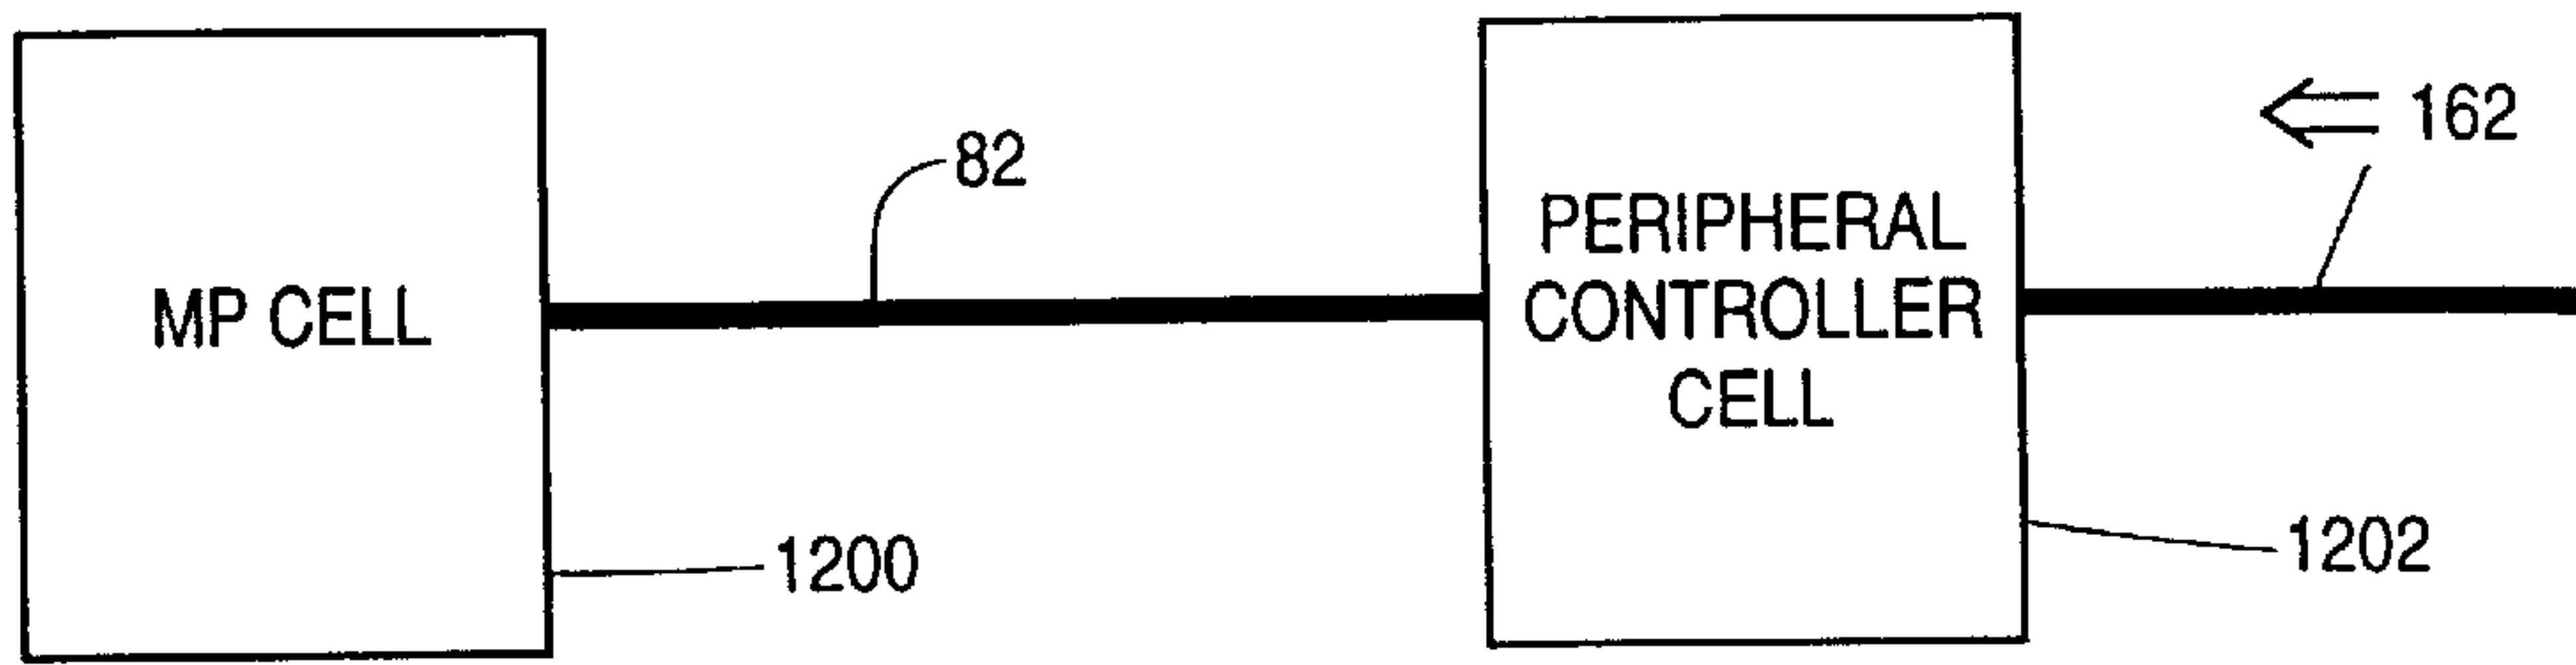 MP CELL
82
1200
PERIPHERAL
CONTROLLER
CELL
162
1202